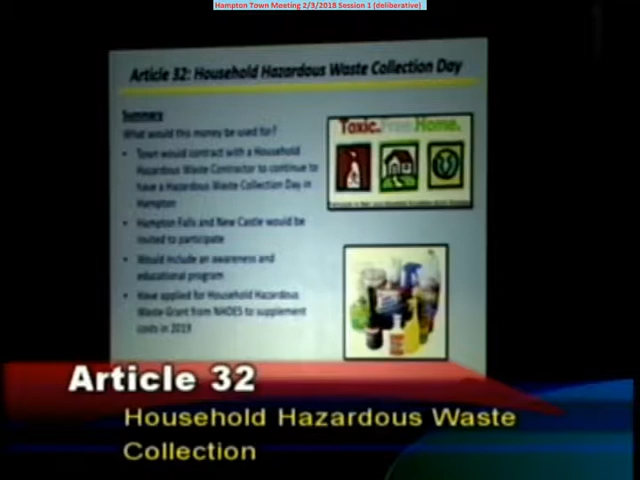 Hampton Town Meeting 2/3/2018 Session 1 (deliberative)
Article 32: Household Hazardous Waste Collection Day
Summary
What would this money be used for?
• Town would contract with a Household
Hazardous Waste Contractor to continue to
have a Hazardous Waste Collection Day in
Hampton
• Hampton Falls and New Castle would be
invited to participate
• Would include an awareness and
educational program
• Have applied for Household Hazardous
Waste Grant from NHDES to supplement
costs in 2019
Toxic.Free.Home.
Article 32
Household Hazardous Waste
Collection